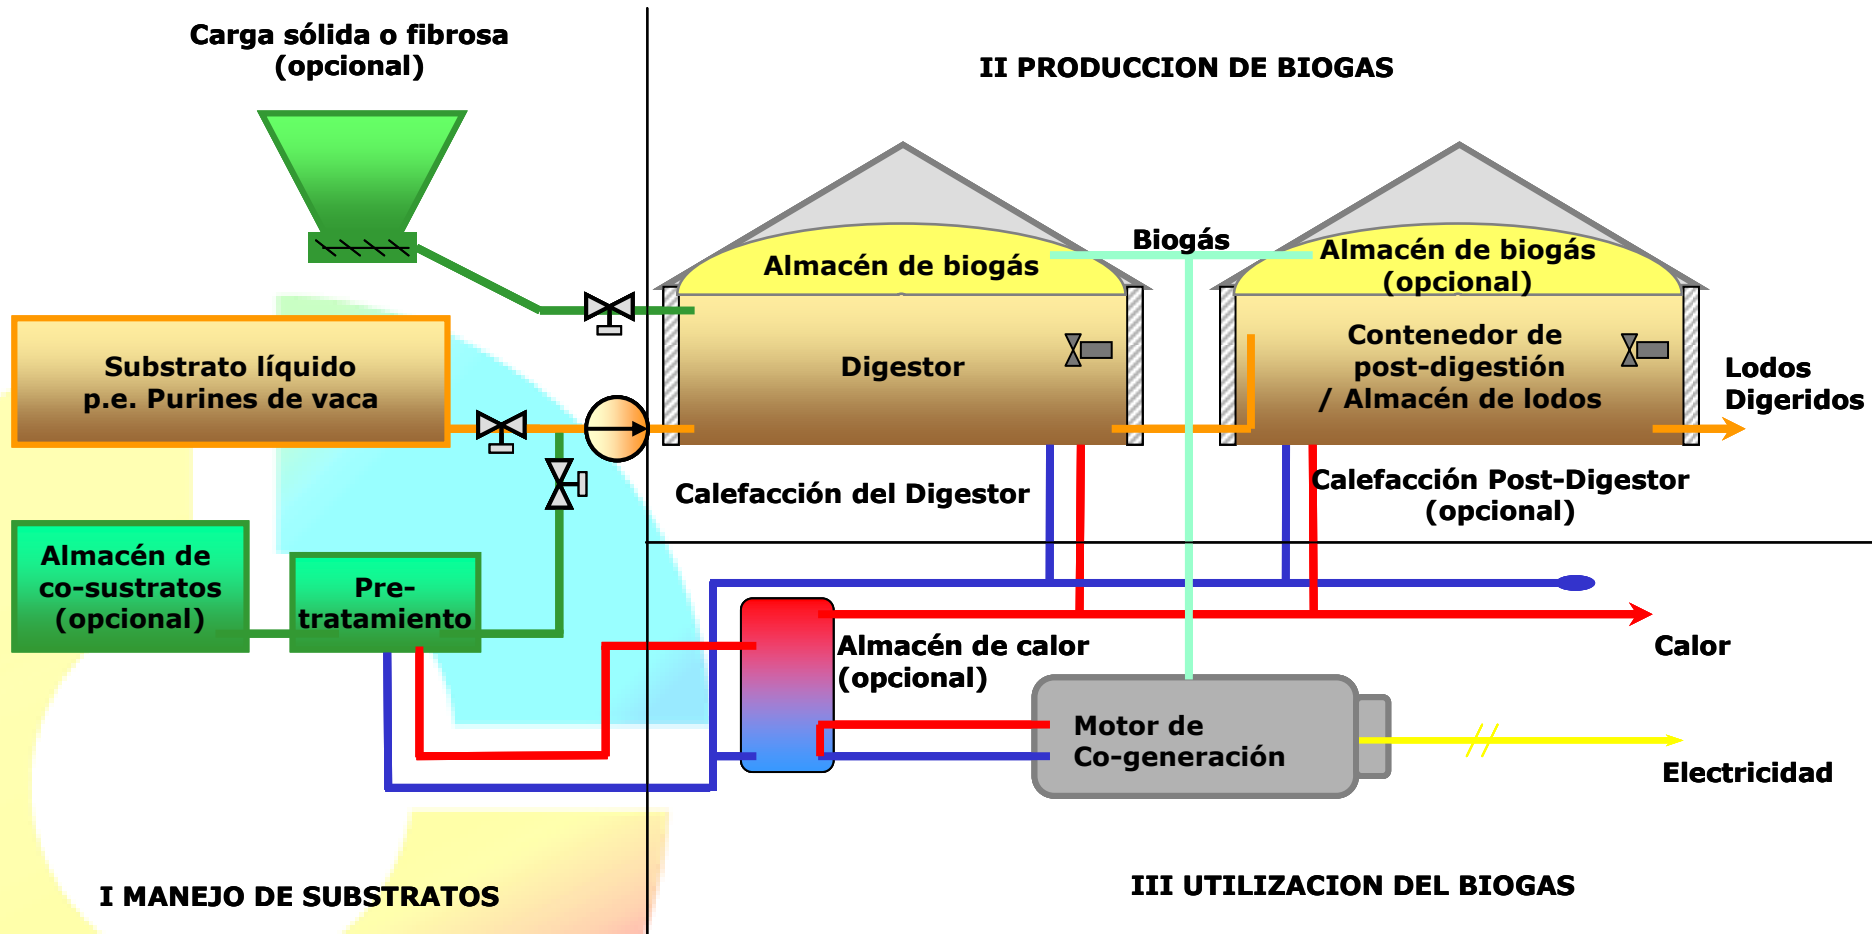 Carga sólida o fibrosa
(opcional)
II PRODUCCION DE BIOGAS
Biogás
Almacén de biogás
Almacén de biogás
(opcional)
Substrato líquido
p.e. Purines de vaca
Digestor
Contenedor de
post-digestión
/ Almacén de lodos
Lodos
Digeridos
Calefacción del Digestor
Calefacción Post-Digestor
(opcional)
Almacén de
co-sustratos
(opcional)
Pre-
tratamiento
Almacén de calor
(opcional)
Calor
Motor de
Co-generación
Electricidad
I MANEJO DE SUBSTRATOS
III UTILIZACION DEL BIOGAS